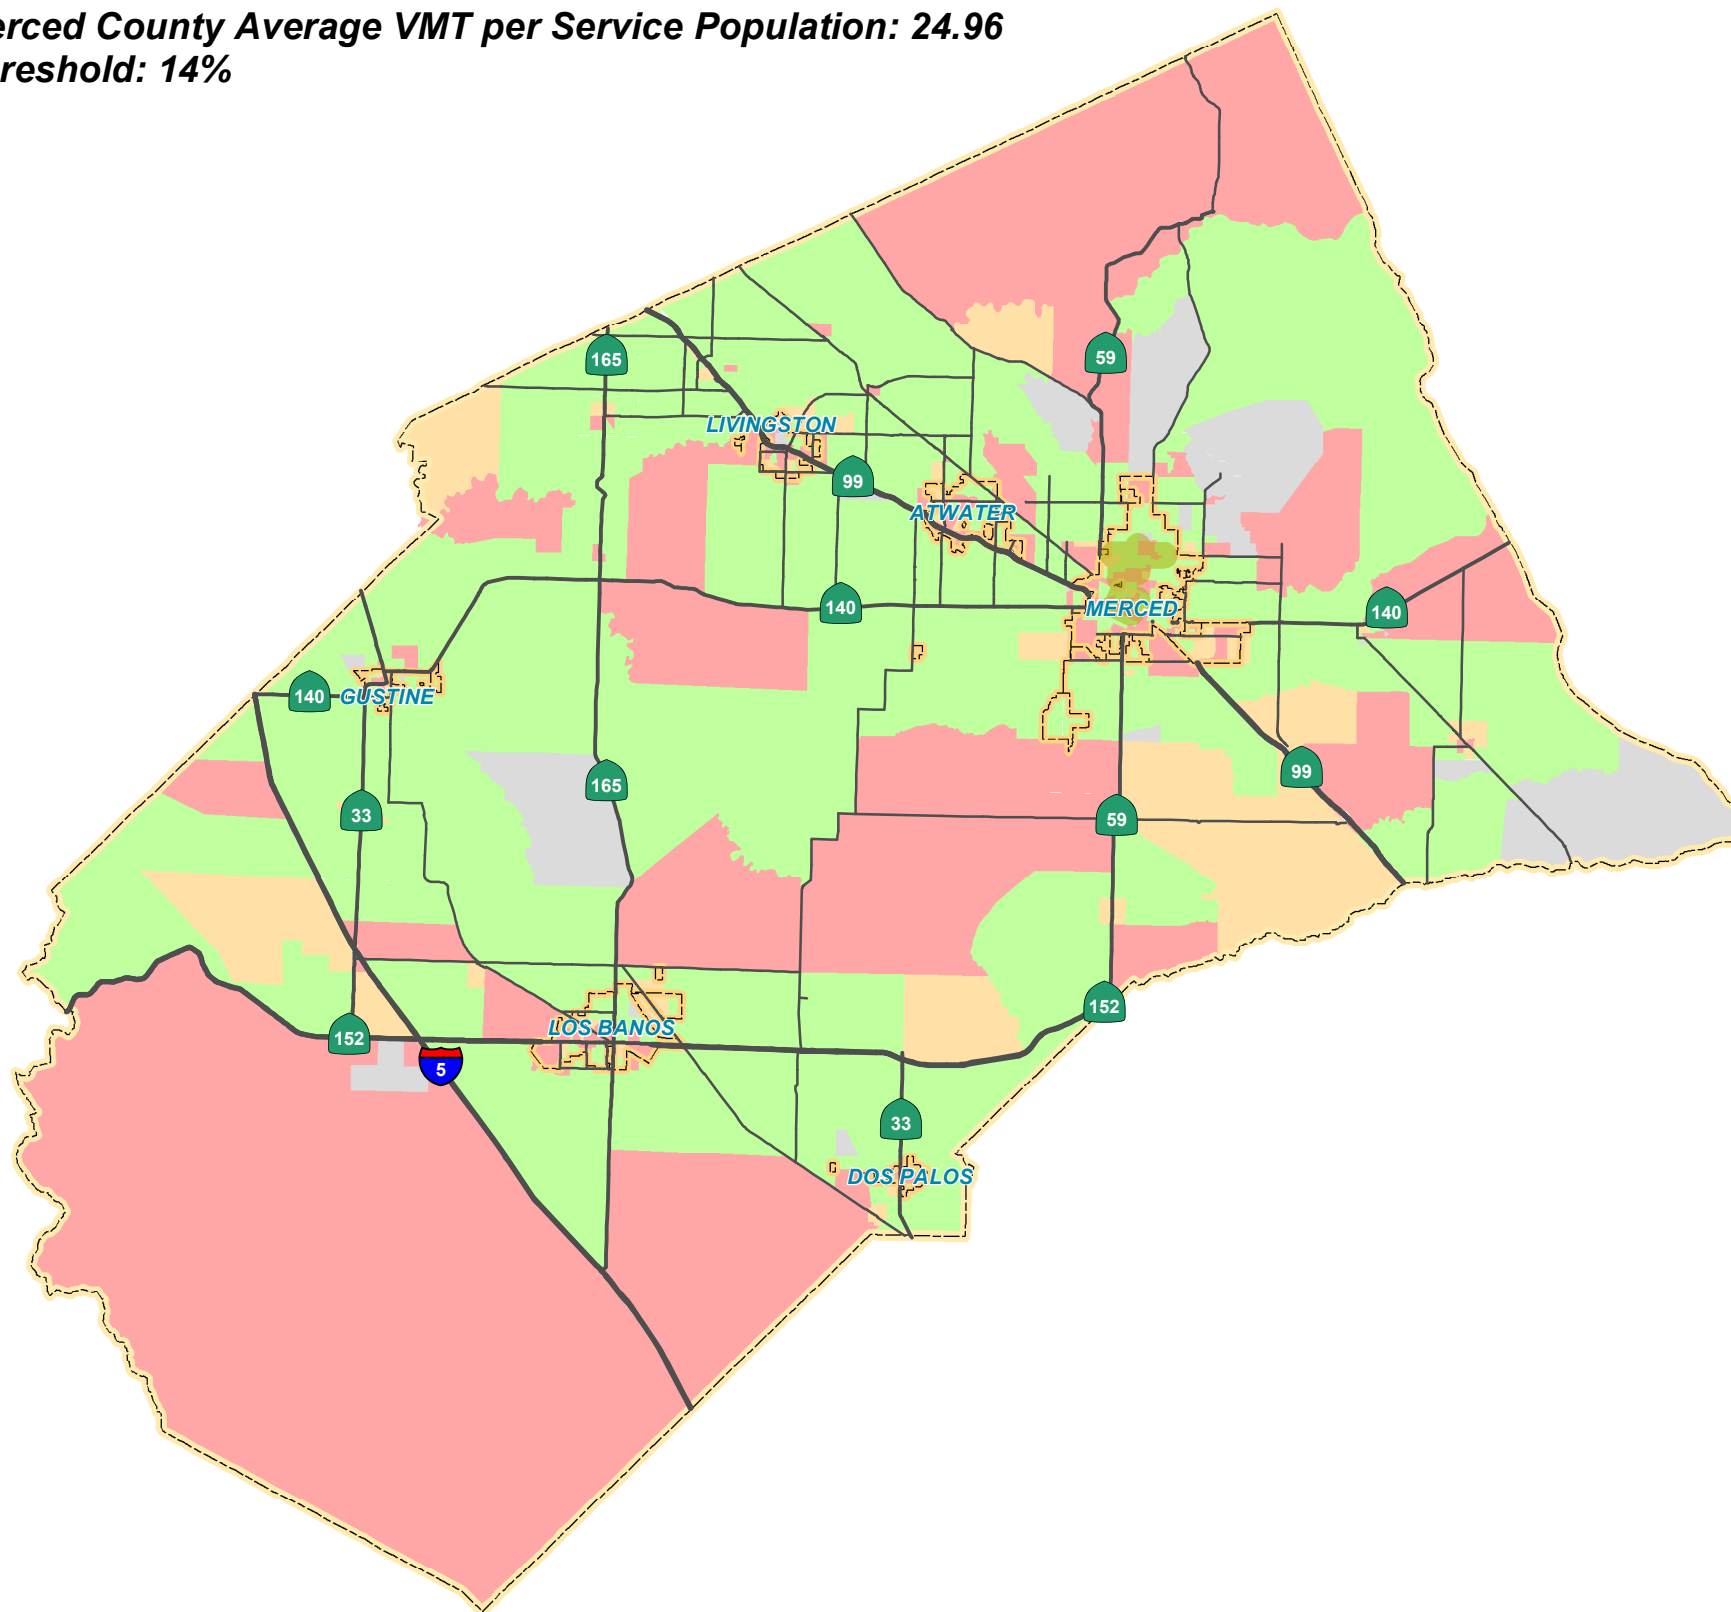 erced County Average VMT per Service Population: 24.96
reshold: 14%
165
59
LIVINGSTON
99
ATWATER
140
MERCED
140
140
GUSTINE
165
99
33
59
152
LOS BANOS
152
5
33
DOS PALOS